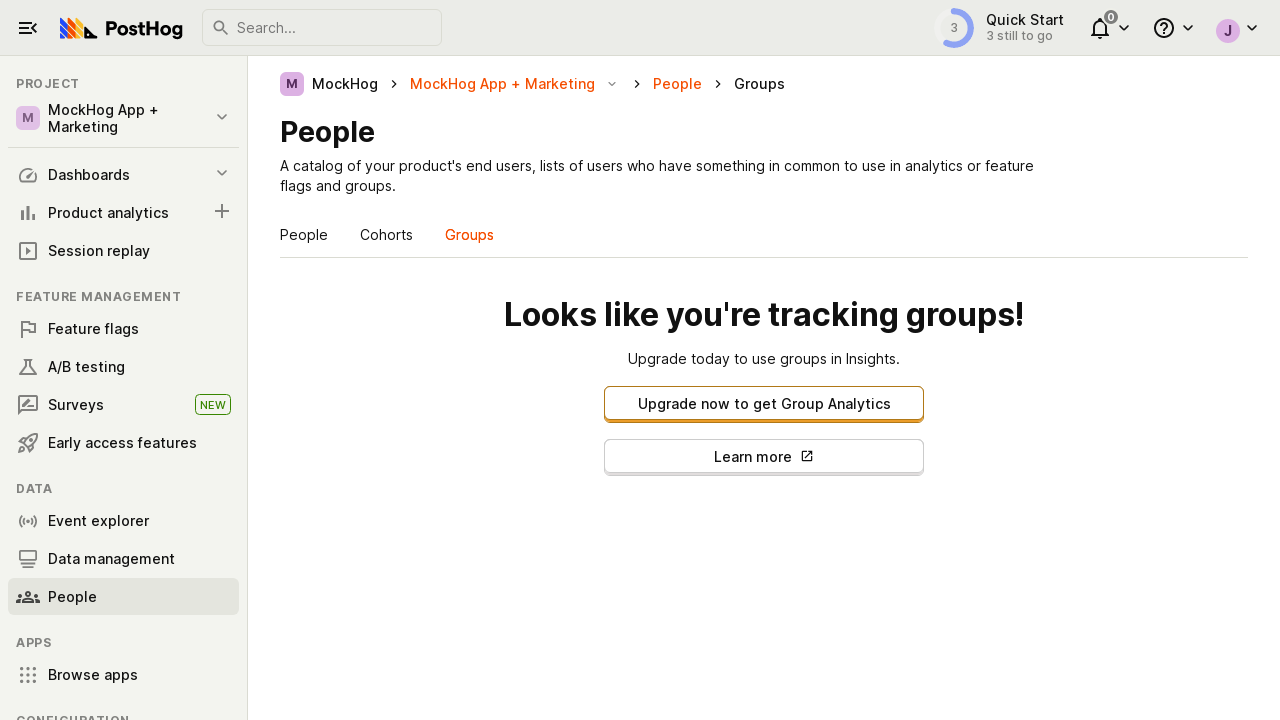 PostHog
Search...
3
Quick Start
3 still to go
0
J
PROJECT
M
MockHog App +
Marketing
Dashboards
Product analytics
Session replay
FEATURE MANAGEMENT
Feature flags
A/B testing
Surveys
NEW
Early access features
DATA
Event explorer
Data management
People
APPS
Browse apps
CONFIGURATION
M MockHog MockHog App + Marketing People Groups
People
A catalog of your product's end users, lists of users who have something in common to use in analytics or feature
flags and groups.
People Cohorts Groups
Looks like you're tracking groups!
Upgrade today to use groups in Insights.
Upgrade now to get Group Analytics
Learn more